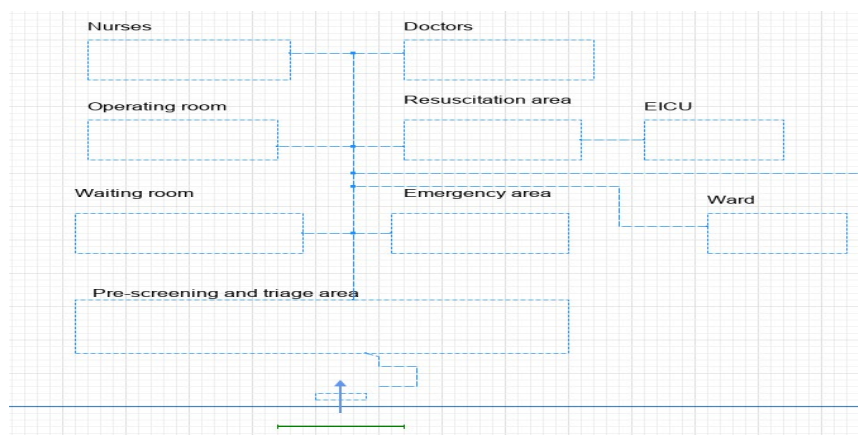 Nurses
Doctors
Operating room
Resuscitation area
EICU
Waiting room
Emergency area
Ward
Pre-screening and triage area